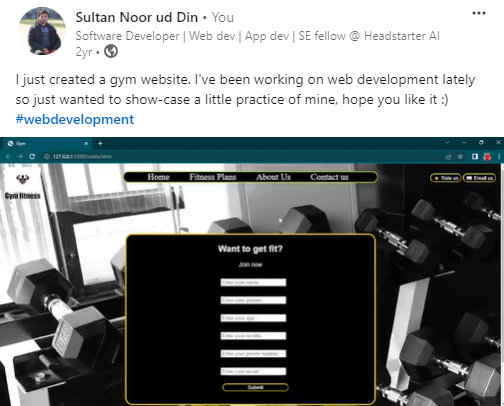 Sultan Noor ud Din • You
Software Developer | Web dev | App dev | SE fellow @ Headstarter AI
2yr •
I just created a gym website. I've been working on web development lately
so just wanted to show-case a little practice of mine, hope you like it :)
#webdevelopment
Gym
127.0.0.1:5500/index.html
Home Fitness Plans About Us Contact us
Rate us Email us
Gym fitness
Want to get fit?
Join now
Enter your name
Enter your age
Enter your locality
Enter your phone number
Enter your email
Submit